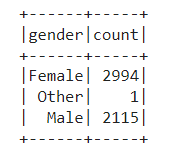 +------+-----+
|gender|count|
+------+-----+
|Female| 2994|
| Other|    1|
|  Male| 2115|
+------+-----+